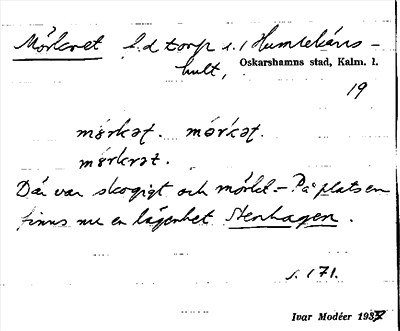 Mörkret f.d torp u./ Humlekärrs-
hult, Oskarshamns stad, Kalm. l.
19
mörkət. mörkət.
mörkrət.
Där var skogigt och mörkt. – På platsen
finns nu en lägenhet Stenhagen.
s. 171.
Ivar Modéer 1937